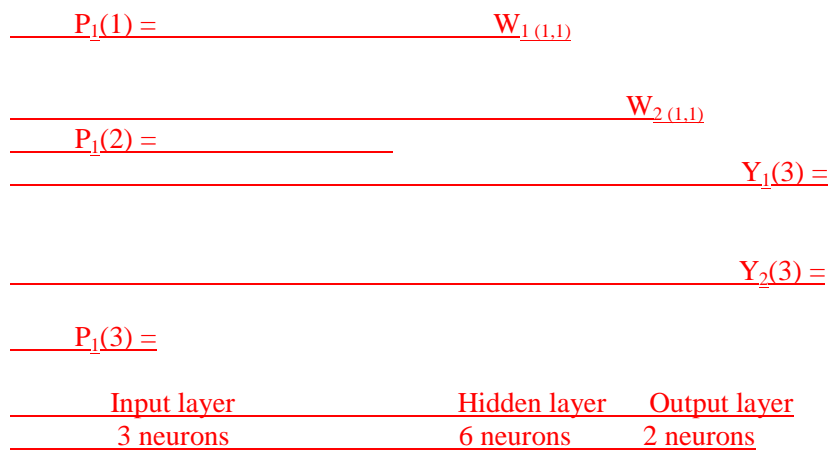 P1(1) = W1 (1,1)
W2 (1,1)
P1(2) =
Y1(3) =
Y2(3) =
P1(3) =
Input layer Hidden layer Output layer
3 neurons 6 neurons 2 neurons